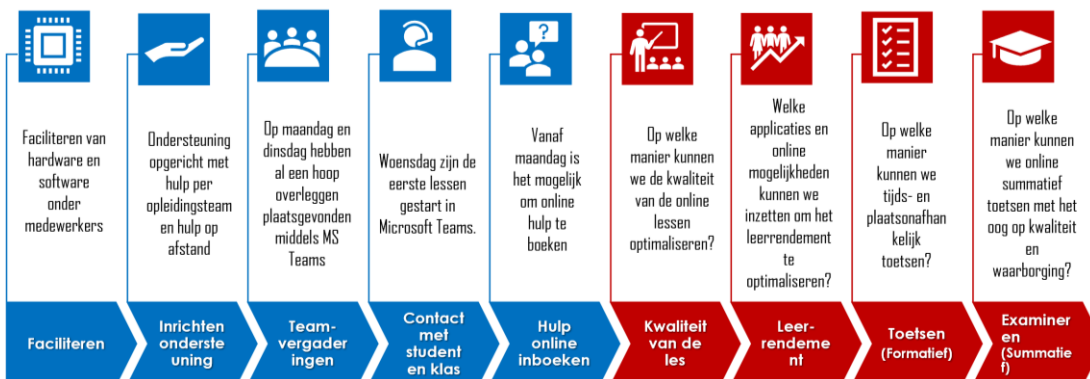 Faciliteren van
hardware en
software
onder
medewerkers
Ondersteuning
opgericht met
hulp per
opleidingsteam
en hulp op
afstand
Op maandag en
dinsdag hebben
al een hoop
overleggen
plaatsgevonden
middels MS
Teams
Woensdag zijn de
eerste lessen
gestart in
Microsoft Teams.
Vanaf
maandag is
het mogelijk
om online
hulp te
boeken
Op welke
manier kunnen
we de kwaliteit
van de online
lessen
optimaliseren?
Welke
applicaties en
online
mogelijkheden
kunnen we
inzetten om het
leerrendement
te
optimaliseren?
Op welke
manier
kunnen we
tijds- en
plaatsonafhan
kelijk
toetsen?
Op welke
manier kunnen
we online
summatief
toetsen met het
oog op kwaliteit
en
waarborging?
Faciliteren
Inrichten
onderste
uning
Team-
vergader
ingen
Contact
met
student
en klas
Hulp
online
inboeken
Kwaliteit
van de
les
Leer-
rendeme
nt
Toetsen
(Formatief)
Examiner
en
(Summatie
f)